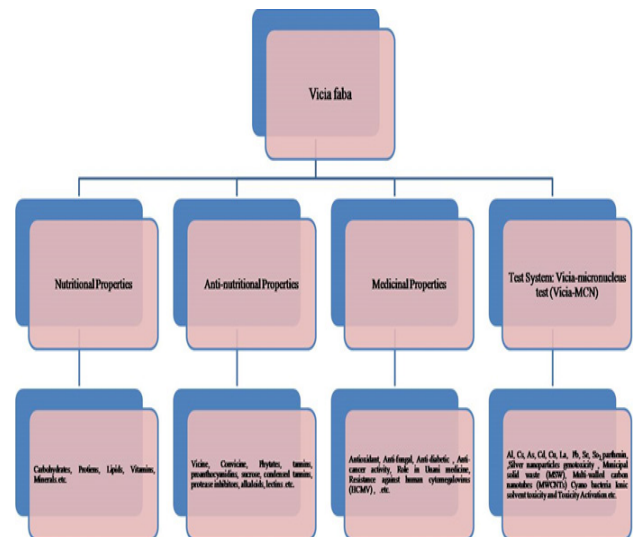 Vicia faba
Nutritional Properties
Anti-nutritional Properties
Medicinal Properties
Test System: Vicia-micronucleus
test (Vicia-MCN)
Carbohydrates, Protiens, Lipids, Vitamins,
Minerals etc.
Vicine, Convicine, Phytates, tannins,
proanthocyanidins, sucrose, condensed tannins,
protease inhibitors, alkaloids, lectins etc.
Antioxidant, Anti-fungal, Anti-diabetic , Anti-
cancer activity, Role in Unani medicine,
Resistance against human cytomegalovirus
(HCMV) , .etc.
Al, Cs, As, Cd, Cu, La, Pb, Se, So₂ parthenin,
,Silver nanoparticles genotoxicity , Municipal
solid waste (MSW), Multi-walled carbon
nanotubes (MWCNTs) Cyano bacteria Ionic
solvent toxicity and Toxicity Activation etc.